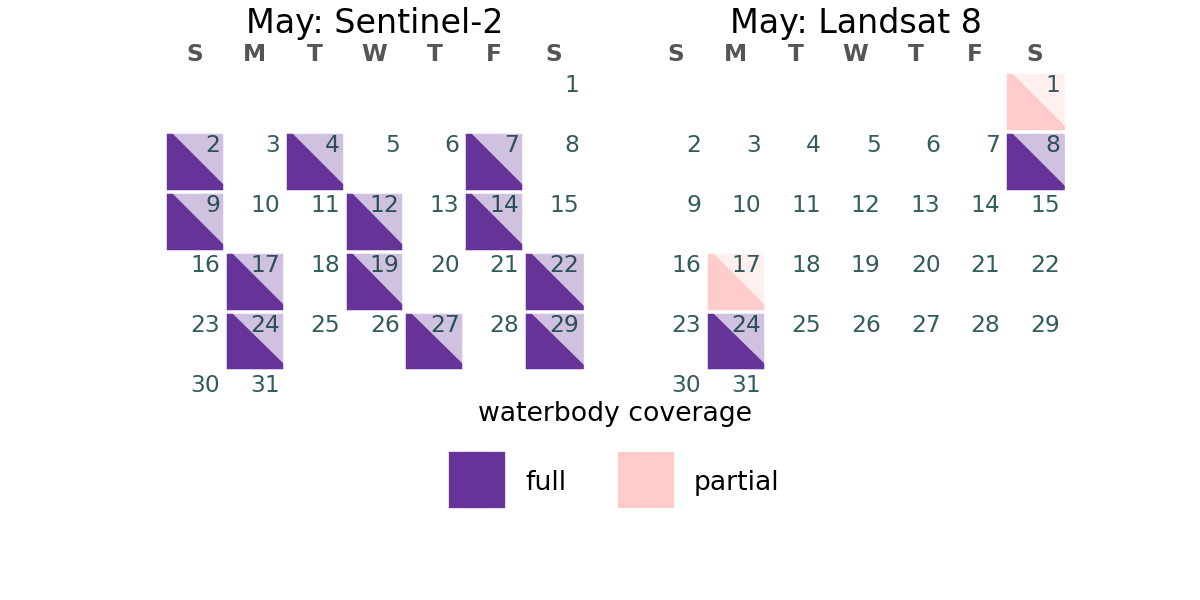 May: Sentinel-2
S M T W T F S
1
2 3 4 5 6 7 8
9 10 11 12 13 14 15
16 17 18 19 20 21 22
23 24 25 26 27 28 29
30 31
May: Landsat 8
S M T W T F S
1
2 3 4 5 6 7 8
9 10 11 12 13 14 15
16 17 18 19 20 21 22
23 24 25 26 27 28 29
30 31
waterbody coverage
full partial